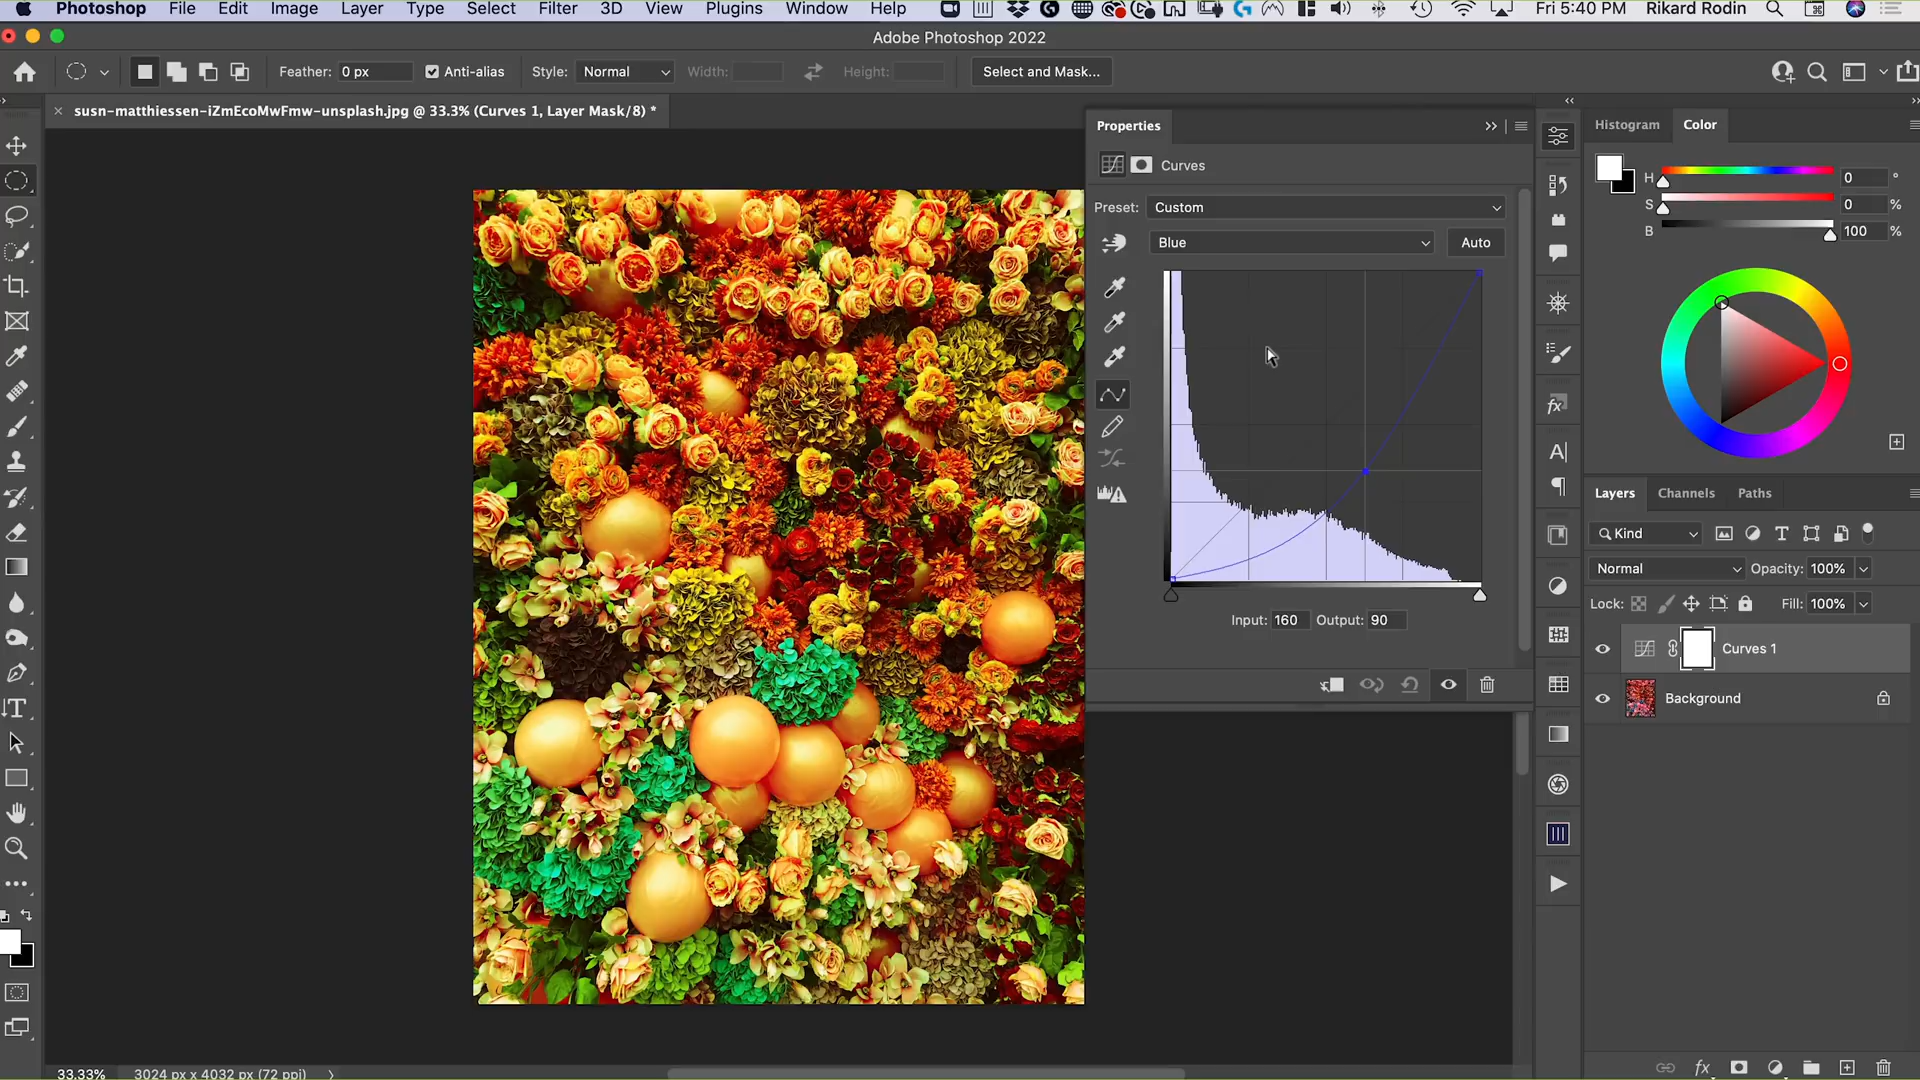 Photoshop File Edit Image Layer Type Select Filter 3D View Plugins Window Help Fri 5:40 PM Rikard Rodin
Adobe Photoshop 2022
Feather: 0 px Anti-alias Style: Normal Width: Height: Select and Mask...
susn-matthiessen-iZmEcoMwFmw-unsplash.jpg @ 33.3% (Curves 1, Layer Mask/8) *
Properties
Curves
Preset: Custom
Blue Auto
Input: 160 Output: 90
Histogram Color
H 0 °
S 0 %
B 100 %
Layers Channels Paths
Kind
Normal Opacity: 100%
Lock: Fill: 100%
Curves 1
Background
33.33% 3024 px x 4032 px (72 ppi)